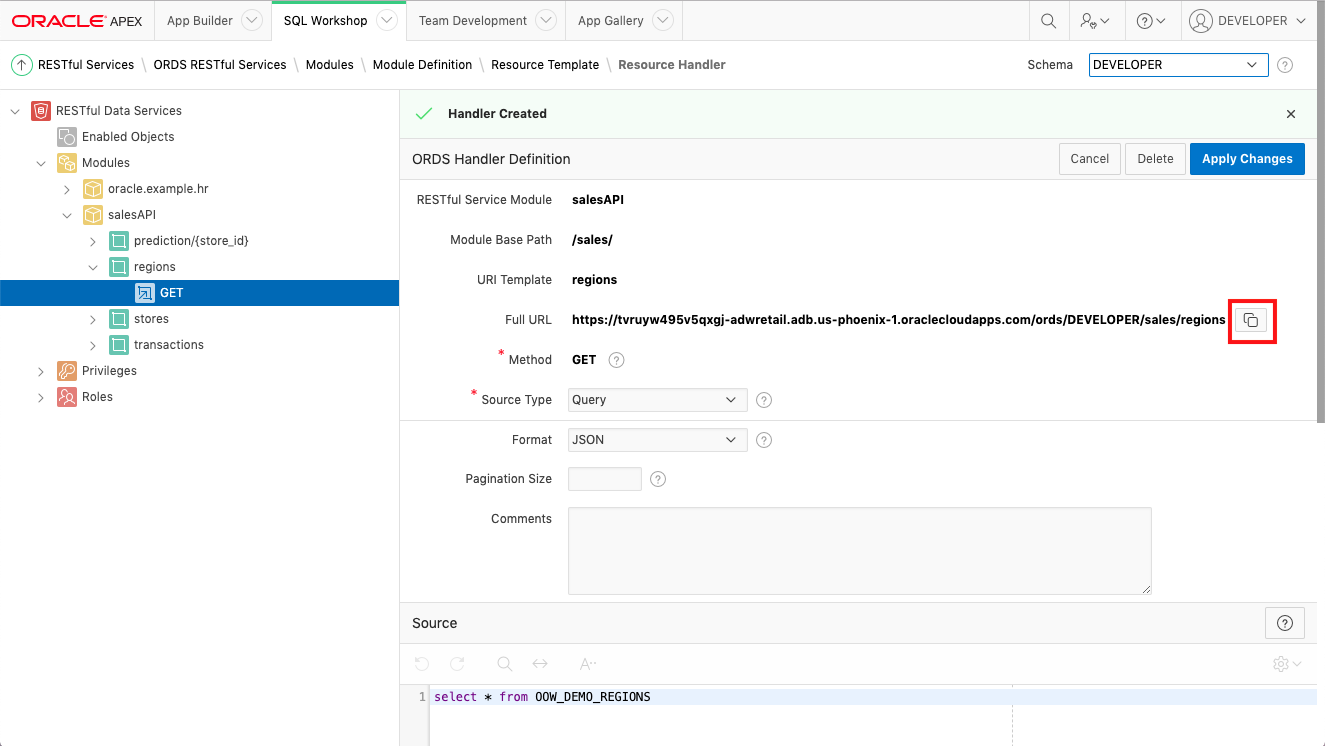 ORACLE APEX App Builder SQL Workshop Team Development App Gallery DEVELOPER
RESTful Services \ ORDS RESTful Services \ Modules \ Module Definition \ Resource Template \ Resource Handler Schema DEVELOPER
RESTful Data Services
Enabled Objects
Modules
oracle.example.hr
salesAPI
prediction/{store_id}
regions
GET
stores
transactions
Privileges
Roles
Handler Created
ORDS Handler Definition Cancel Delete Apply Changes
RESTful Service Module salesAPI
Module Base Path /sales/
URI Template regions
Full URL https://tvruyw495v5qxgj-adwretail.adb.us-phoenix-1.oraclecloudapps.com/ords/DEVELOPER/sales/regions
* Method GET
* Source Type Query
Format JSON
Pagination Size
Comments
Source
A··
1 select * from OOW_DEMO_REGIONS